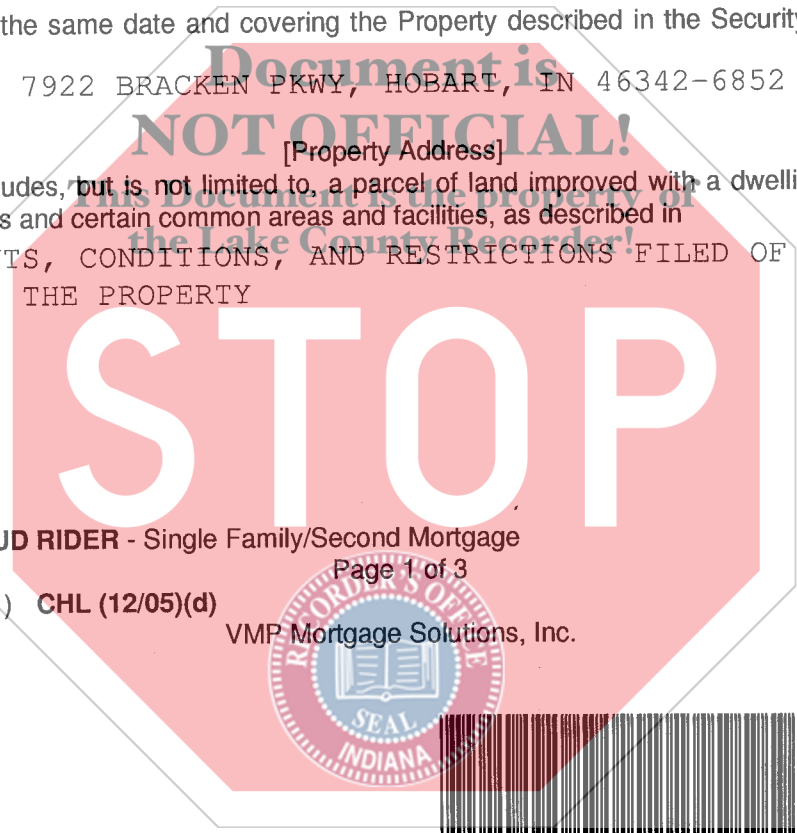 the same date and covering the Property described in the Security
Document is
7922 BRACKEN PKWY, HOBART, IN 46342-6852
NOT OFFICIAL!
[Property Address]
udes, but is not limited to, a parcel of land improved with a dwelli
This Document is the property of
s and certain common areas and facilities, as described in
the Lake County Recorder!
TS, CONDITIONS, AND RESTRICTIONS FILED OF
THE PROPERTY
STOP
UD RIDER - Single Family/Second Mortgage
Page 1 of 3
) CHL (12/05)(d)
VMP Mortgage Solutions, Inc.
RECORDER'S OFFICE
SEAL
INDIANA